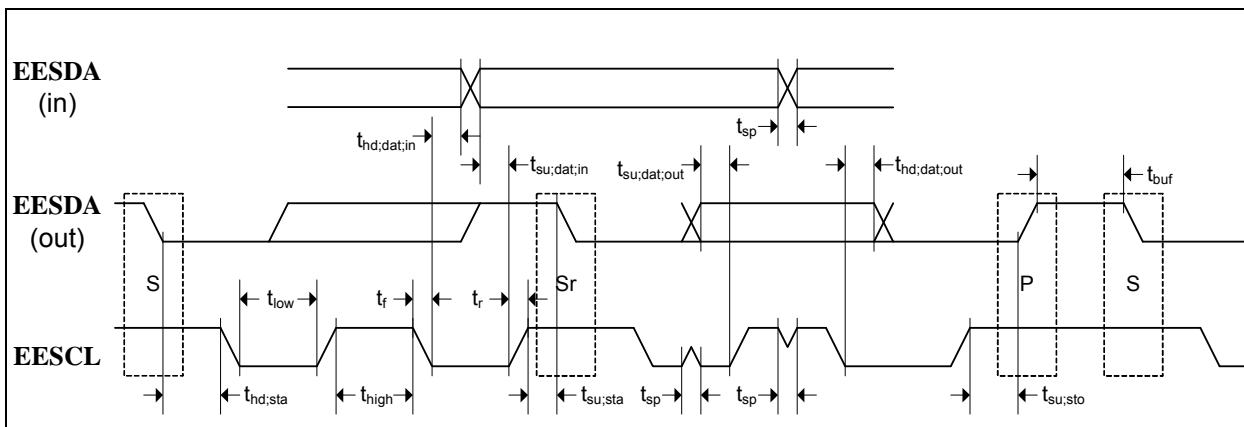 EESDA
(in)
t_hd;dat;in
t_sp
t_su;dat;in
t_su;dat;out
t_hd;dat;out
t_buf
EESDA
(out)
S
t_low
t_f
t_r
Sr
P
S
EESCL
t_hd;sta
t_high
t_su;sta
t_sp
t_sp
t_su;sto